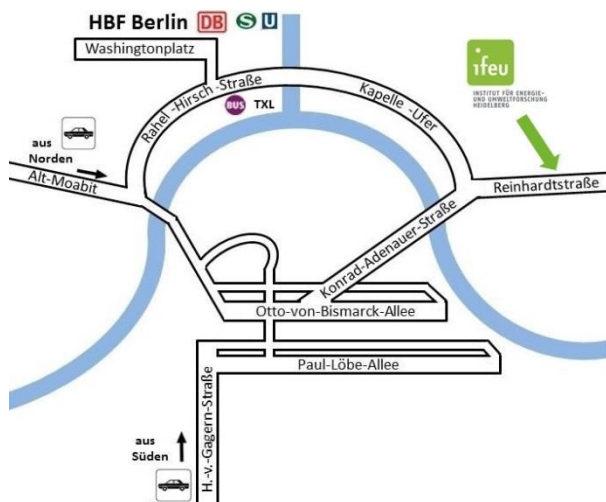 HBF Berlin DB S U
Washingtonplatz
ifeu
INSTITUT FÜR ENERGIE-
UND UMWELTFORSCHUNG
HEIDELBERG
Rahel -Hirsch -Straße
Kapelle -Ufer
BUS TXL
aus
Norden
Alt-Moabit
Reinhardtstraße
Konrad-Adenauer-Straße
Otto-von-Bismarck-Allee
Paul-Löbe-Allee
H.-v.-Gagern-Straße
aus
Süden